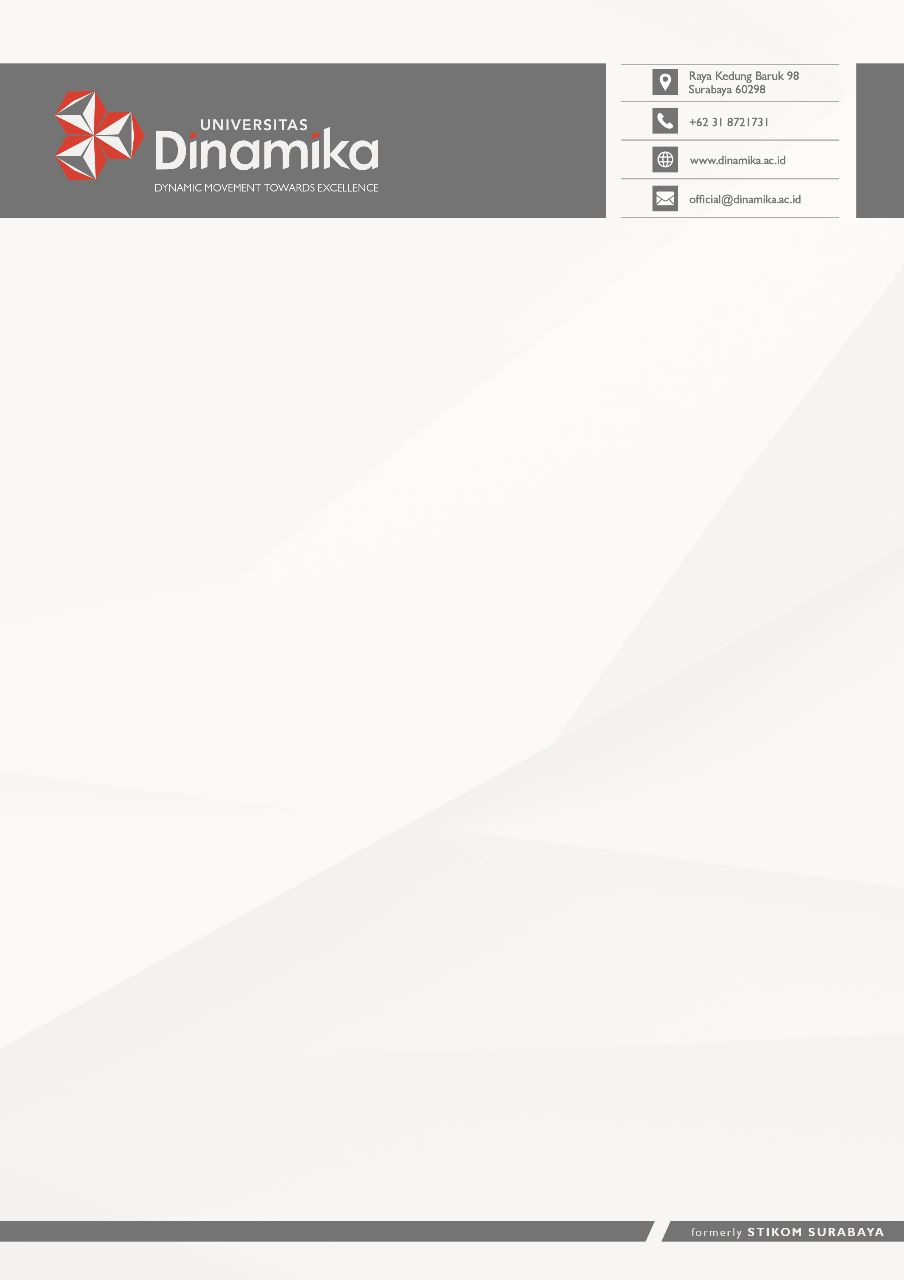 UNIVERSITAS
Dinamika
DYNAMIC MOVEMENT TOWARDS EXCELLENCE
Raya Kedung Baruk 98
Surabaya 60298
+62 31 8721731
www.dinamika.ac.id
official@dinamika.ac.id
formerly STIKOM SURABAYA